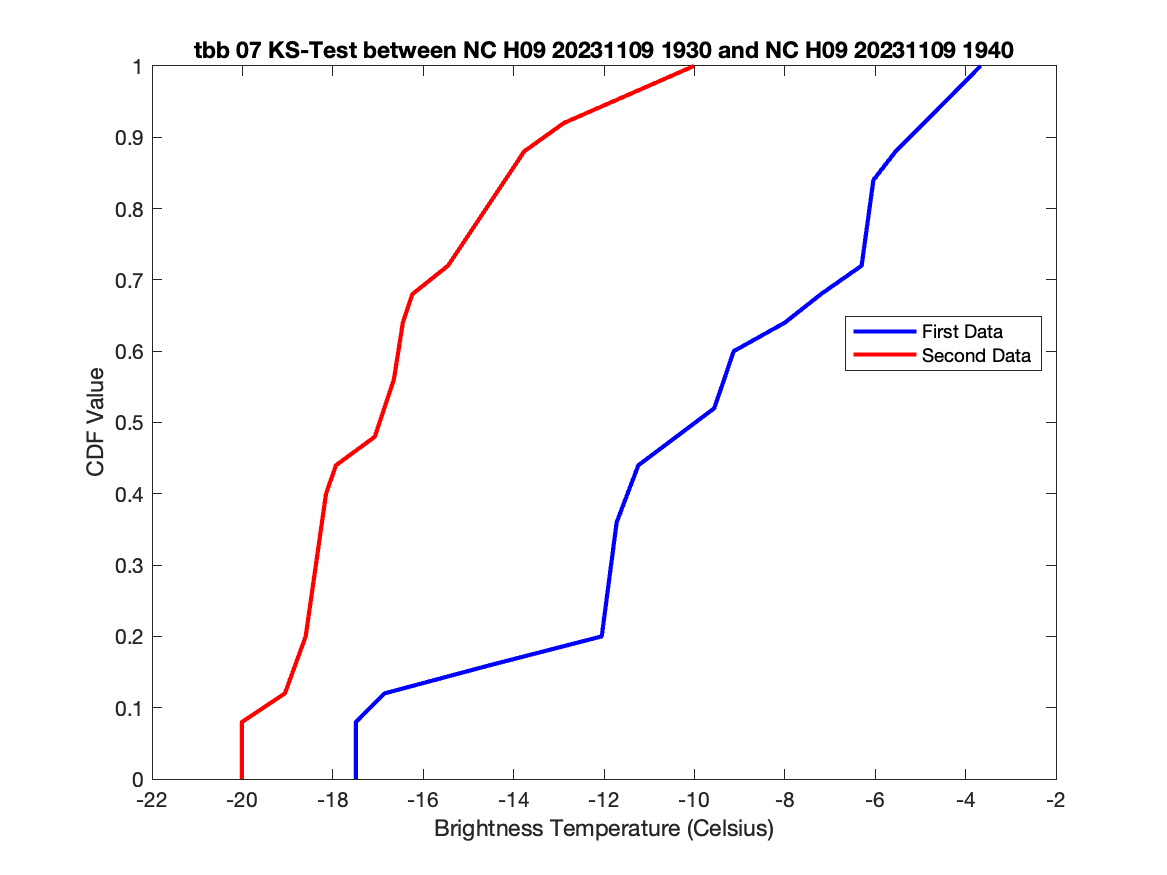 tbb 07 KS-Test between NC H09 20231109 1930 and NC H09 20231109 1940
1
0.9
0.8
0.7
0.6
0.5
0.4
0.3
0.2
0.1
0
CDF Value
First Data
Second Data
-22 -20 -18 -16 -14 -12 -10 -8 -6 -4 -2
Brightness Temperature (Celsius)